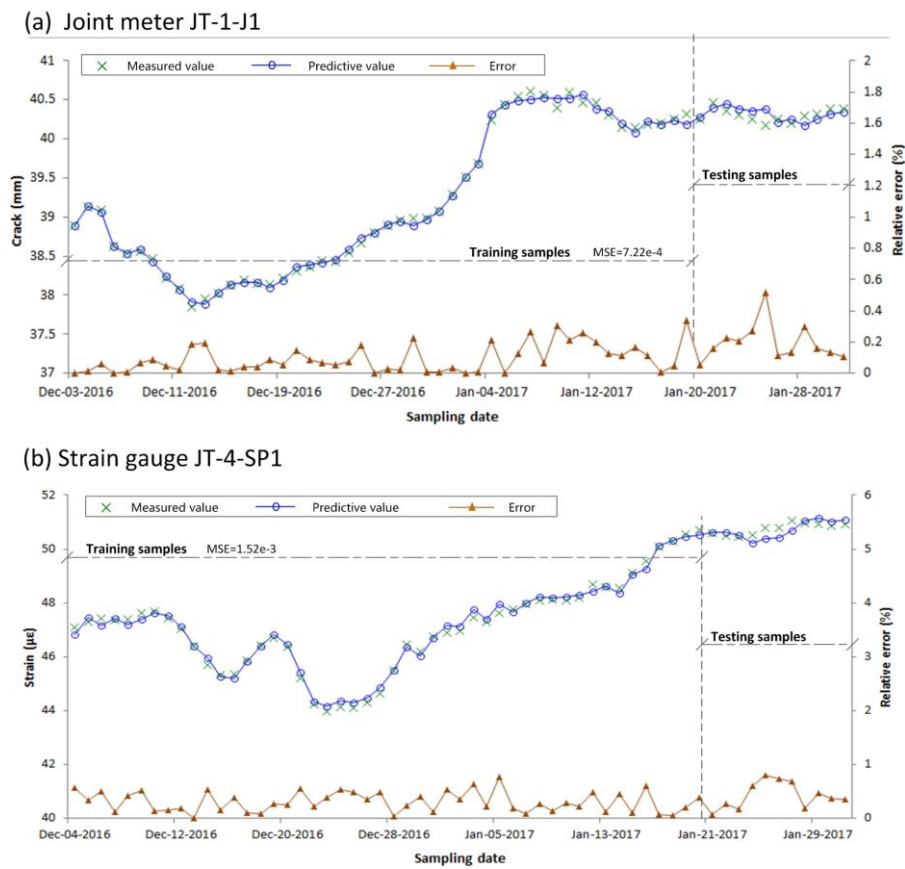 (a) Joint meter JT-1-J1
Measured value Predictive value Error
41
40.5
40
39.5
39
38.5
38
37.5
37
Crack (mm)
2
1.8
1.6
1.4
1.2
1
0.8
0.6
0.4
0.2
0
Relative error (%)
Testing samples
Training samples MSE=7.22e-4
Dec-03-2016 Dec-11-2016 Dec-19-2016 Dec-27-2016 Jan-04-2017 Jan-12-2017 Jan-20-2017 Jan-28-2017
Sampling date
(b) Strain gauge JT-4-SP1
Measured value Predictive value Error
52
50
48
46
44
42
40
Strain (με)
6
5
4
3
2
1
0
Relative error (%)
Training samples MSE=1.52e-3
Testing samples
Dec-04-2016 Dec-12-2016 Dec-20-2016 Dec-28-2016 Jan-05-2017 Jan-13-2017 Jan-21-2017 Jan-29-2017
Sampling date